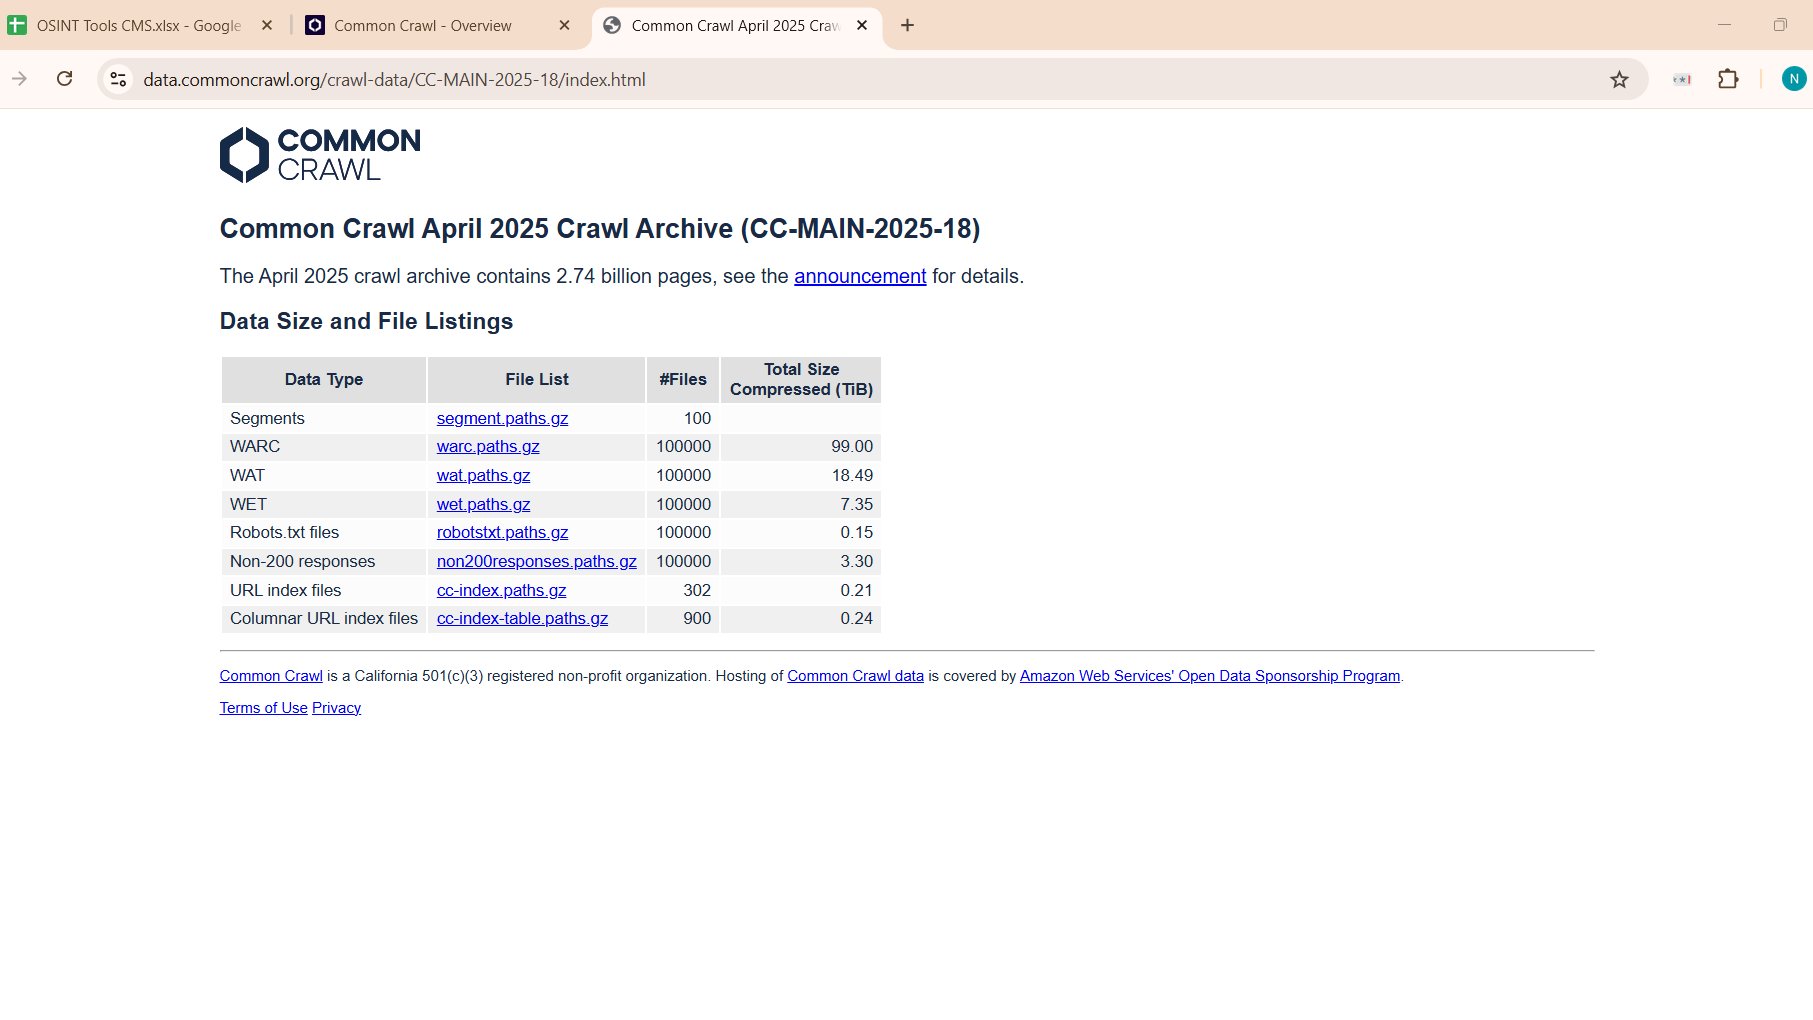 OSINT Tools CMS.xlsx - Google
Common Crawl - Overview
Common Crawl April 2025 Craw
data.commoncrawl.org/crawl-data/CC-MAIN-2025-18/index.html
N
COMMON
CRAWL
Common Crawl April 2025 Crawl Archive (CC-MAIN-2025-18)
The April 2025 crawl archive contains 2.74 billion pages, see the announcement for details.
Data Size and File Listings
Data Type File List #Files Total Size Compressed (TiB)
Segments segment.paths.gz 100
WARC warc.paths.gz 100000 99.00
WAT wat.paths.gz 100000 18.49
WET wet.paths.gz 100000 7.35
Robots.txt files robotstxt.paths.gz 100000 0.15
Non-200 responses non200responses.paths.gz 100000 3.30
URL index files cc-index.paths.gz 302 0.21
Columnar URL index files cc-index-table.paths.gz 900 0.24
Common Crawl is a California 501(c)(3) registered non-profit organization. Hosting of Common Crawl data is covered by Amazon Web Services' Open Data Sponsorship Program.
Terms of Use Privacy